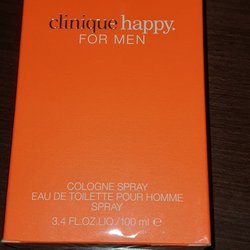 clinique happy.
FOR MEN
COLOGNE SPRAY
EAU DE TOILETTE POUR HOMME
SPRAY
3.4 FL.OZ.LIQ./100 ml ℮